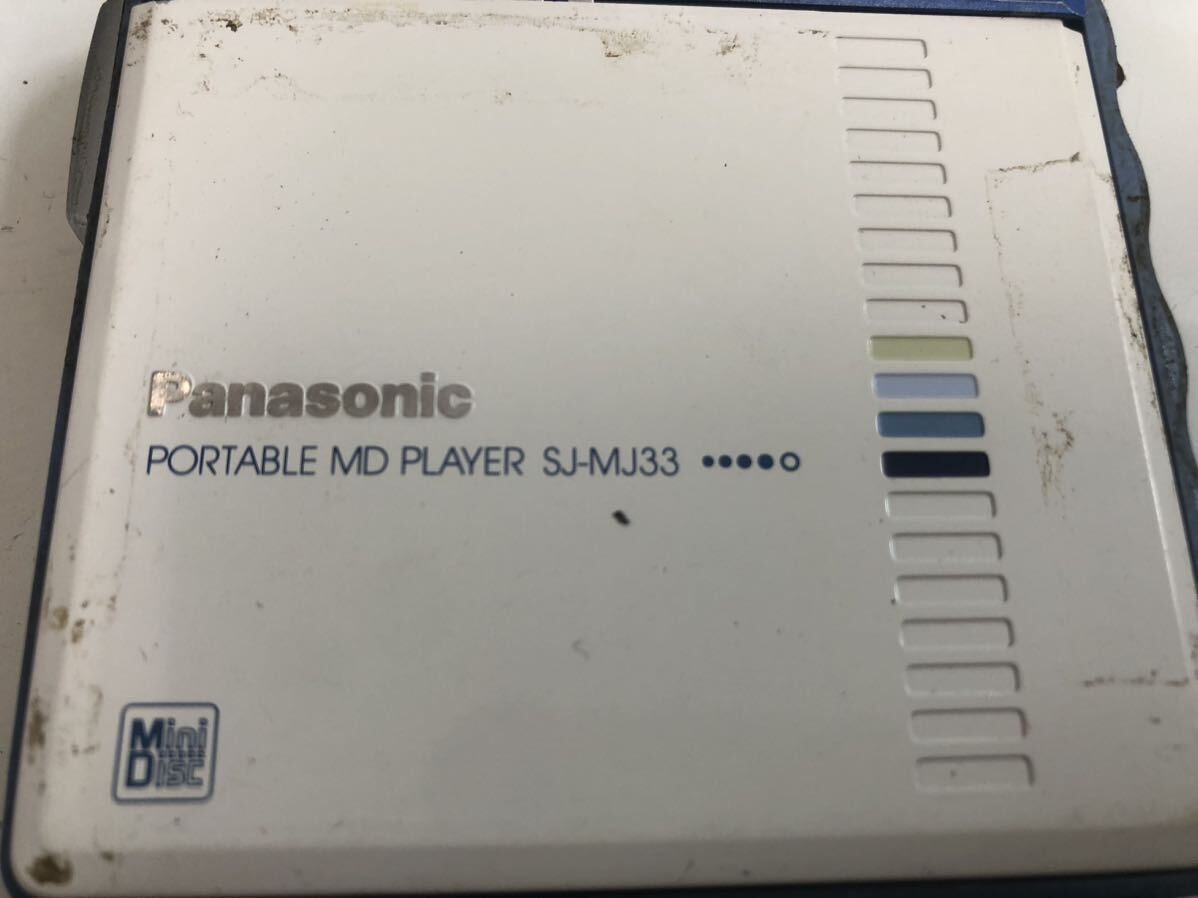 Panasonic
PORTABLE MD PLAYER SJ-MJ33
Mini
Disc